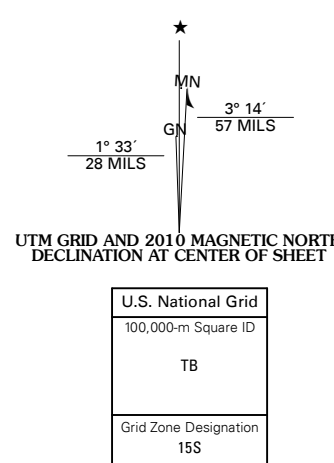 ★
MN
GN
3° 14´
57 MILS
1° 33´
28 MILS
UTM GRID AND 2010 MAGNETIC NORTH
DECLINATION AT CENTER OF SHEET
U.S. National Grid
100,000-m Square ID
TB
Grid Zone Designation
15S